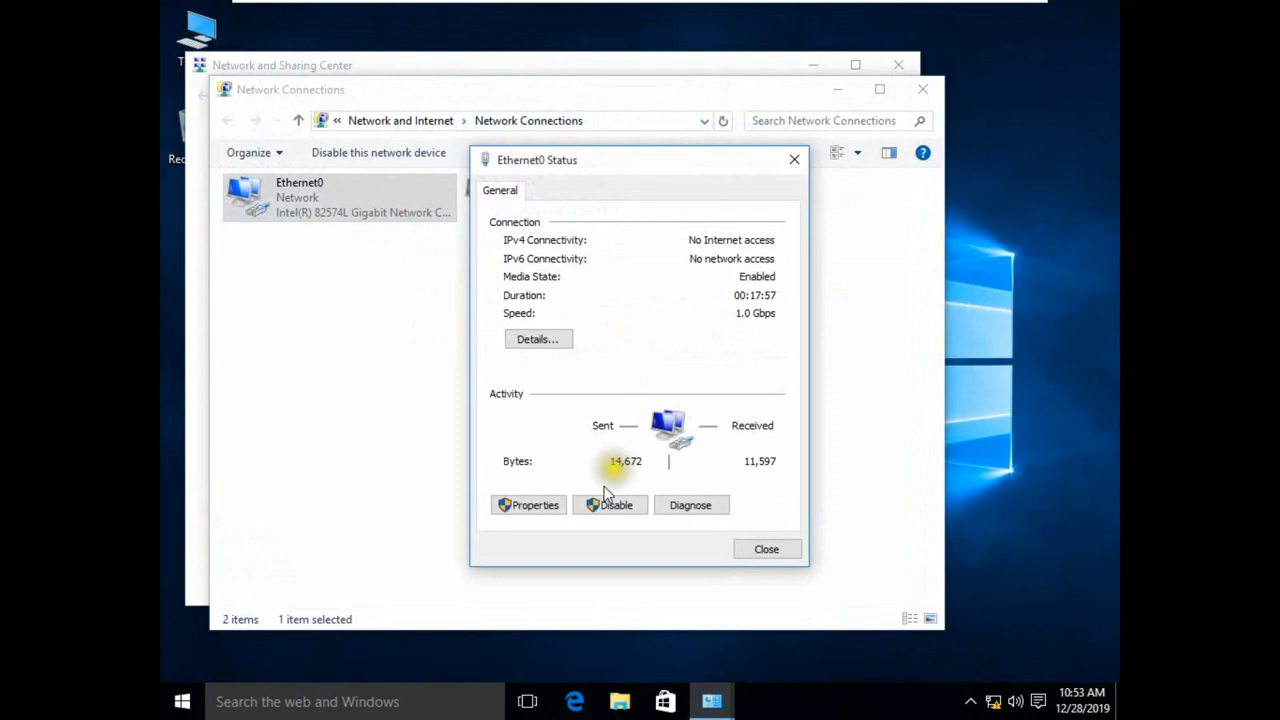 T
Network and Sharing Center
Network Connections
« Network and Internet › Network Connections
Search Network Connections
Rec
Organize
Disable this network device
Ethernet0
Network
Intel(R) 82574L Gigabit Network C...
Ethernet0 Status
General
Connection
IPv4 Connectivity: No Internet access
IPv6 Connectivity: No network access
Media State: Enabled
Duration: 00:17:57
Speed: 1.0 Gbps
Details...
Activity
Sent — — Received
Bytes: 14,672 | 11,597
Properties Disable Diagnose
Close
2 items 1 item selected
Search the web and Windows
10:53 AM
12/28/2019